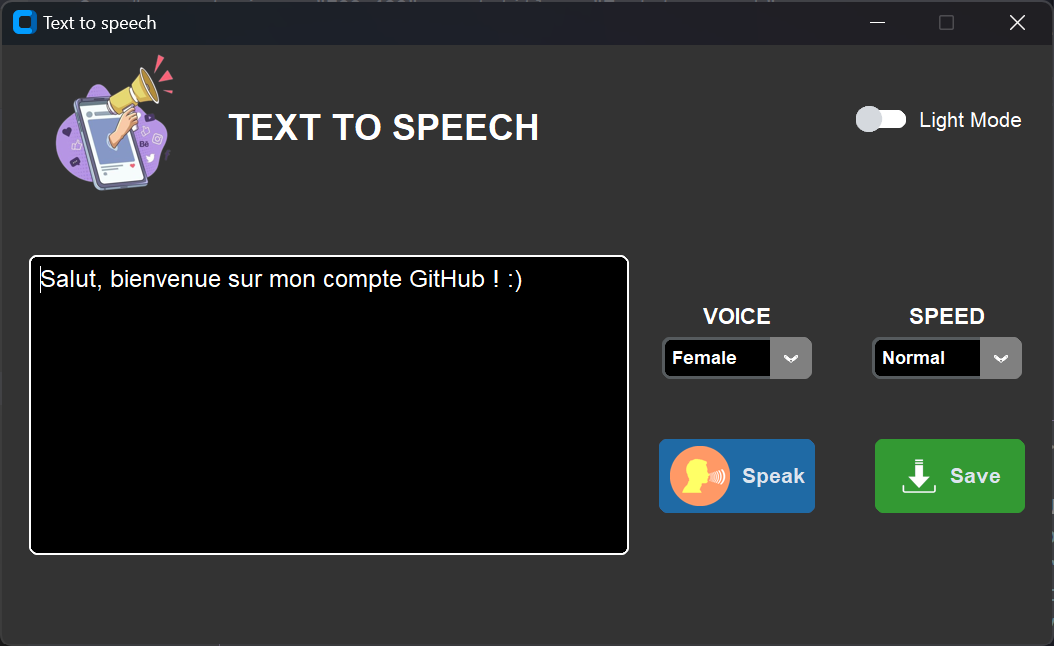 Text to speech
TEXT TO SPEECH
Light Mode
Salut, bienvenue sur mon compte GitHub ! :)
VOICE
SPEED
Female
Normal
Speak
Save